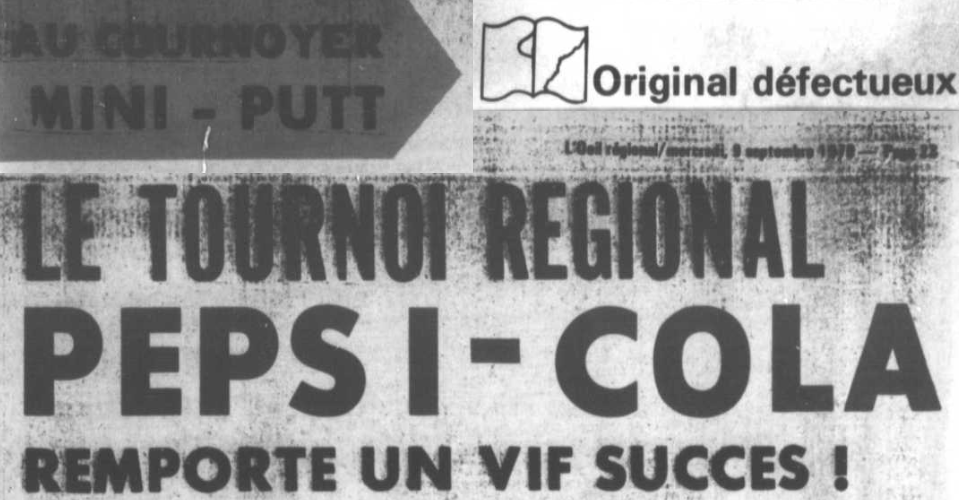 AU COURNOYER
MINI - PUTT
Original défectueux
L'Oeil régional/mercredi, 9 septembre 1970 — Page 23
LE TOURNOI REGIONAL
PEPSI-COLA
REMPORTE UN VIF SUCCES !